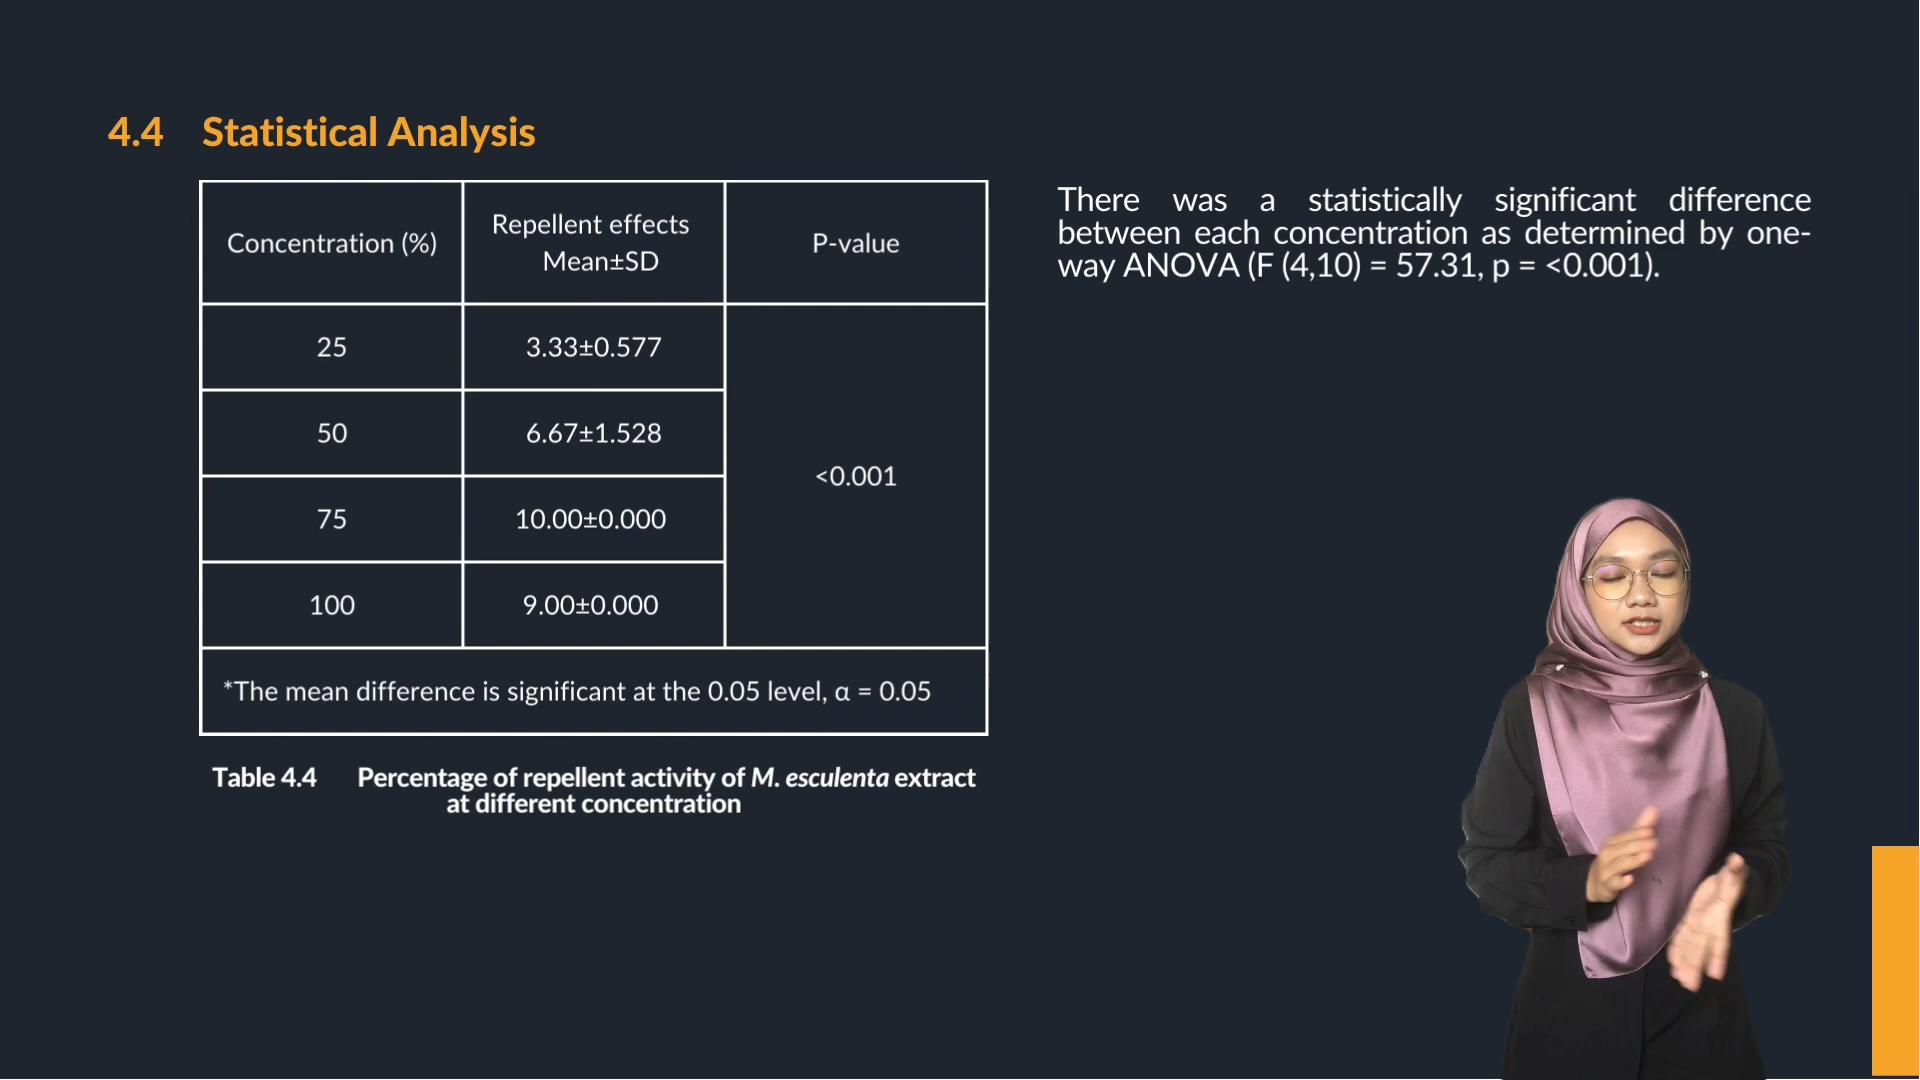 4.4 Statistical Analysis
Concentration (%)
Repellent effects
Mean±SD
P-value
25
3.33±0.577
50
6.67±1.528
75
10.00±0.000
100
9.00±0.000
<0.001
*The mean difference is significant at the 0.05 level, α = 0.05
Table 4.4 Percentage of repellent activity of M. esculenta extract
at different concentration
There was a statistically significant difference
between each concentration as determined by one-
way ANOVA (F (4,10) = 57.31, p = <0.001).